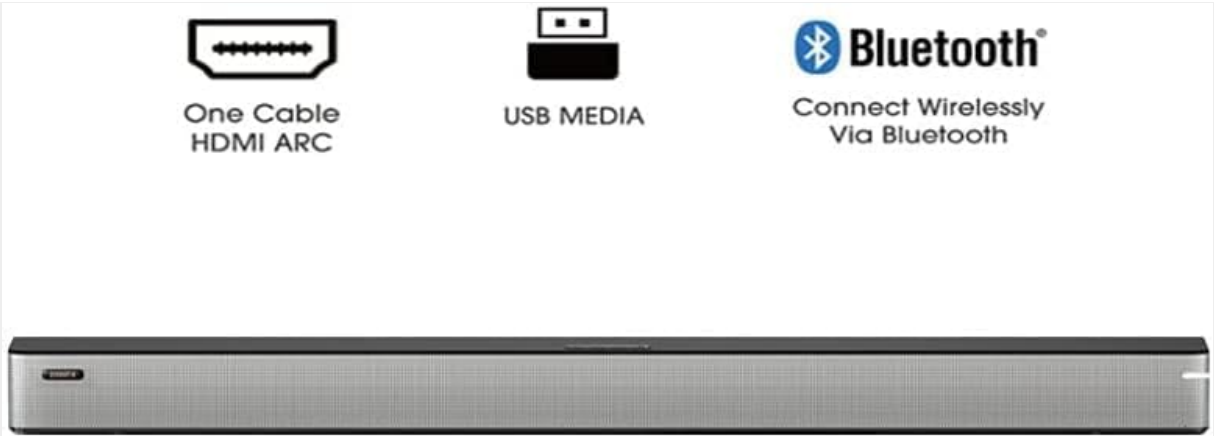 Bluetooth®
One Cable
HDMI ARC
USB MEDIA
Connect Wirelessly
Via Bluetooth